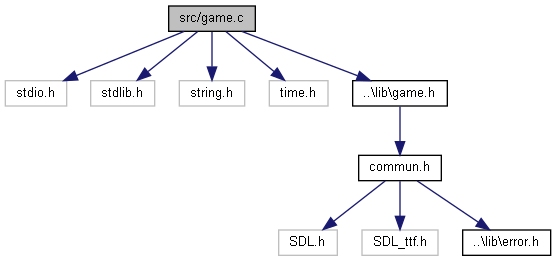 src/game.c
stdio.h
stdlib.h
string.h
time.h
..\lib\game.h
commun.h
SDL.h
SDL_ttf.h
..\lib\error.h